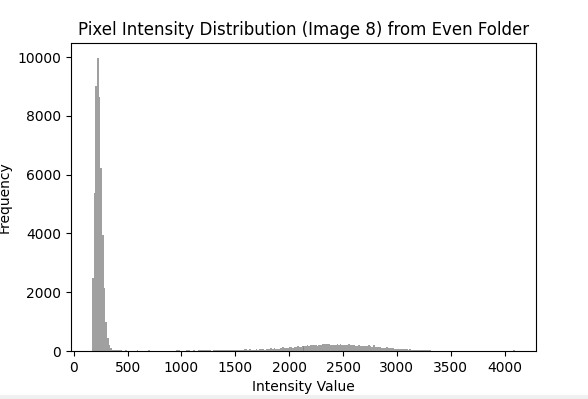 Pixel Intensity Distribution (Image 8) from Even Folder
10000
8000
6000
4000
2000
0
Frequency
0 500 1000 1500 2000 2500 3000 3500 4000
Intensity Value